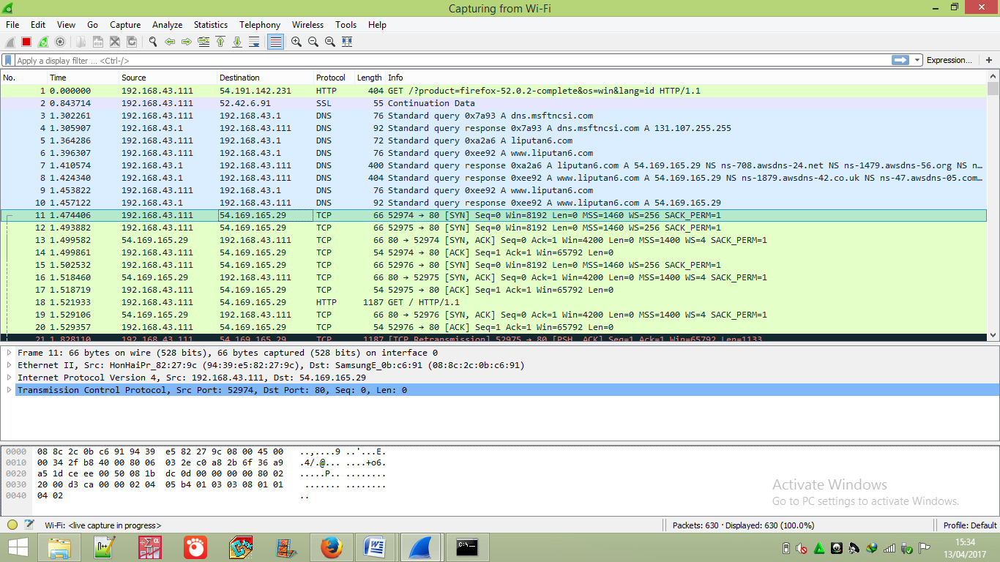 Capturing from Wi-Fi
File Edit View Go Capture Analyze Statistics Telephony Wireless Tools Help
Apply a display filter ... <Ctrl-/> Expression... +
No. Time Source Destination Protocol Length Info
1 0.000000 192.168.43.111 54.191.142.231 HTTP 404 GET /?product=firefox-52.0.2-complete&os=win&lang=id HTTP/1.1
2 0.843714 192.168.43.111 52.42.6.91 SSL 55 Continuation Data
3 1.302261 192.168.43.111 192.168.43.1 DNS 76 Standard query 0x7a93 A dns.msftncsi.com
4 1.305907 192.168.43.1 192.168.43.111 DNS 92 Standard query response 0x7a93 A dns.msftncsi.com A 131.107.255.255
5 1.364286 192.168.43.111 192.168.43.1 DNS 72 Standard query 0xa2a6 A liputan6.com
6 1.396307 192.168.43.111 192.168.43.1 DNS 76 Standard query 0xee92 A www.liputan6.com
7 1.410574 192.168.43.1 192.168.43.111 DNS 400 Standard query response 0xa2a6 A liputan6.com A 54.169.165.29 NS ns-708.awsdns-24.net NS ns-1479.awsdns-56.org NS n…
8 1.424340 192.168.43.1 192.168.43.111 DNS 404 Standard query response 0xee92 A www.liputan6.com A 54.169.165.29 NS ns-1879.awsdns-42.co.uk NS ns-47.awsdns-05.com…
9 1.453822 192.168.43.111 192.168.43.1 DNS 76 Standard query 0xee92 A www.liputan6.com
10 1.457122 192.168.43.1 192.168.43.111 DNS 92 Standard query response 0xee92 A www.liputan6.com A 54.169.165.29
11 1.474406 192.168.43.111 54.169.165.29 TCP 66 52974 → 80 [SYN] Seq=0 Win=8192 Len=0 MSS=1460 WS=256 SACK_PERM=1
12 1.493882 192.168.43.111 54.169.165.29 TCP 66 52975 → 80 [SYN] Seq=0 Win=8192 Len=0 MSS=1460 WS=256 SACK_PERM=1
13 1.499582 54.169.165.29 192.168.43.111 TCP 66 80 → 52974 [SYN, ACK] Seq=0 Ack=1 Win=4200 Len=0 MSS=1400 WS=4 SACK_PERM=1
14 1.499861 192.168.43.111 54.169.165.29 TCP 54 52974 → 80 [ACK] Seq=1 Ack=1 Win=65792 Len=0
15 1.502532 192.168.43.111 54.169.165.29 TCP 66 52976 → 80 [SYN] Seq=0 Win=8192 Len=0 MSS=1460 WS=256 SACK_PERM=1
16 1.518460 54.169.165.29 192.168.43.111 TCP 66 80 → 52975 [SYN, ACK] Seq=0 Ack=1 Win=4200 Len=0 MSS=1400 WS=4 SACK_PERM=1
17 1.518719 192.168.43.111 54.169.165.29 TCP 54 52975 → 80 [ACK] Seq=1 Ack=1 Win=65792 Len=0
18 1.521933 192.168.43.111 54.169.165.29 HTTP 1187 GET / HTTP/1.1
19 1.529106 54.169.165.29 192.168.43.111 TCP 66 80 → 52976 [SYN, ACK] Seq=0 Ack=1 Win=4200 Len=0 MSS=1400 WS=4 SACK_PERM=1
20 1.529357 192.168.43.111 54.169.165.29 TCP 54 52976 → 80 [ACK] Seq=1 Ack=1 Win=65792 Len=0
21 1.828110 192.168.43.111 54.169.165.29 TCP 1187 [TCP Retransmission] 52975 → 80 [PSH, ACK] Seq=1 Ack=1 Win=65792 Len=1133
Frame 11: 66 bytes on wire (528 bits), 66 bytes captured (528 bits) on interface 0
Ethernet II, Src: HonHaiPr_82:27:9c (94:39:e5:82:27:9c), Dst: SamsungE_0b:c6:91 (08:8c:2c:0b:c6:91)
Internet Protocol Version 4, Src: 192.168.43.111, Dst: 54.169.165.29
Transmission Control Protocol, Src Port: 52974, Dst Port: 80, Seq: 0, Len: 0
0000 08 8c 2c 0b c6 91 94 39 e5 82 27 9c 08 00 45 00 ..,....9 ..'...E.
0010 00 34 2f b8 40 00 80 06 03 2e c0 a8 2b 6f 36 a9 .4/.@... ....+o6.
0020 a5 1d ce ee 00 50 08 1b dc 0d 00 00 00 00 80 02 .....P.. ........
0030 20 00 d3 ca 00 00 02 04 05 b4 01 03 03 08 01 01 ....... ........
0040 04 02 ..
Activate Windows
Go to PC settings to activate Windows.
Wi-Fi: <live capture in progress> Packets: 630 · Displayed: 630 (100.0%) Profile: Default
15:34
13/04/2017